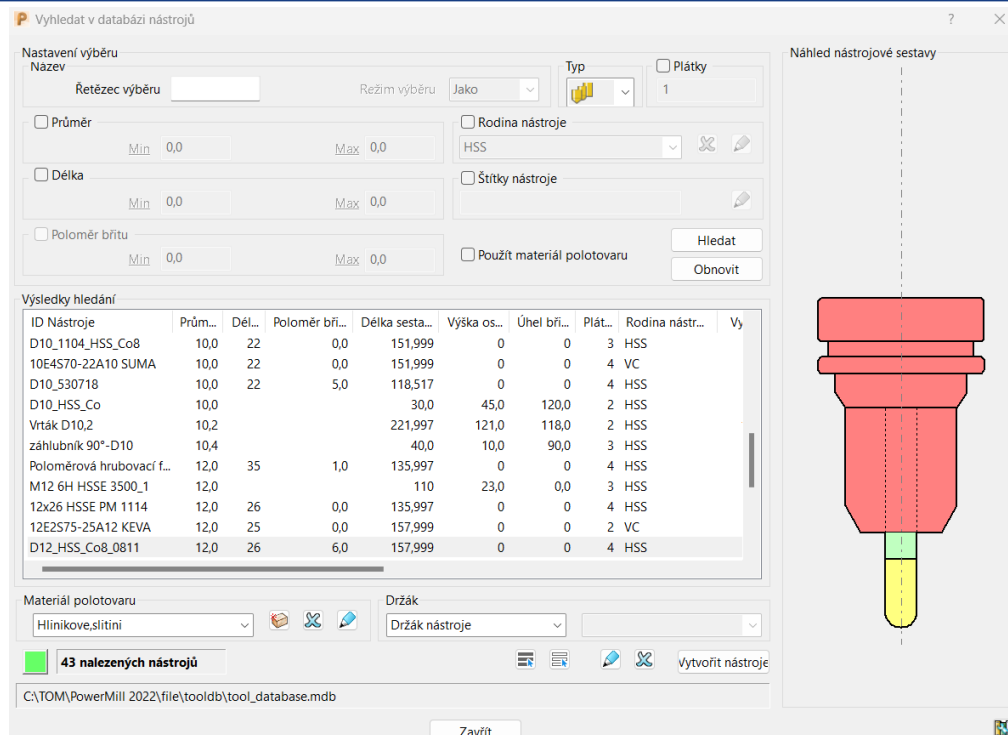 Vyhledat v databázi nástrojů
?
Nastavení výběru
Název
Řetězec výběru
Režim výběru Jako
Typ
Plátky
1
Průměr
Min 0,0 Max 0,0
Rodina nástroje
HSS
Délka
Min 0,0 Max 0,0
Štítky nástroje
Poloměr břitu
Min 0,0 Max 0,0
Použít materiál polotovaru
Hledat
Obnovit
Výsledky hledání
ID Nástroje Prům... Dél... Poloměr bři... Délka sesta... Výška os... Úhel bři... Plát... Rodina nástr... Vy
D10_1104_HSS_Co8 10,0 22 0,0 151,999 0 0 3 HSS
10E4S70-22A10 SUMA 10,0 22 0,0 151,999 0 0 4 VC
D10_530718 10,0 22 5,0 118,517 0 0 4 HSS
D10_HSS_Co 10,0 30,0 45,0 120,0 2 HSS
Vrták D10,2 10,2 221,997 121,0 118,0 2 HSS
záhlubník 90°-D10 10,4 40,0 10,0 90,0 3 HSS
Poloměrová hrubovací f... 12,0 35 1,0 135,997 0 0 4 HSS
M12 6H HSSE 3500_1 12,0 110 23,0 0,0 3 HSS
12x26 HSSE PM 1114 12,0 26 0,0 135,997 0 0 4 HSS
12E2S75-25A12 KEVA 12,0 25 0,0 157,999 0 0 2 VC
D12_HSS_Co8_0811 12,0 26 6,0 157,999 0 0 4 HSS
Materiál polotovaru
Hlinikove,slitini
Držák
Držák nástroje
43 nalezených nástrojů
Vytvořit nástroje
C:\TOM\PowerMill 2022\file\tooldb\tool_database.mdb
Zavřít
Náhled nástrojové sestavy